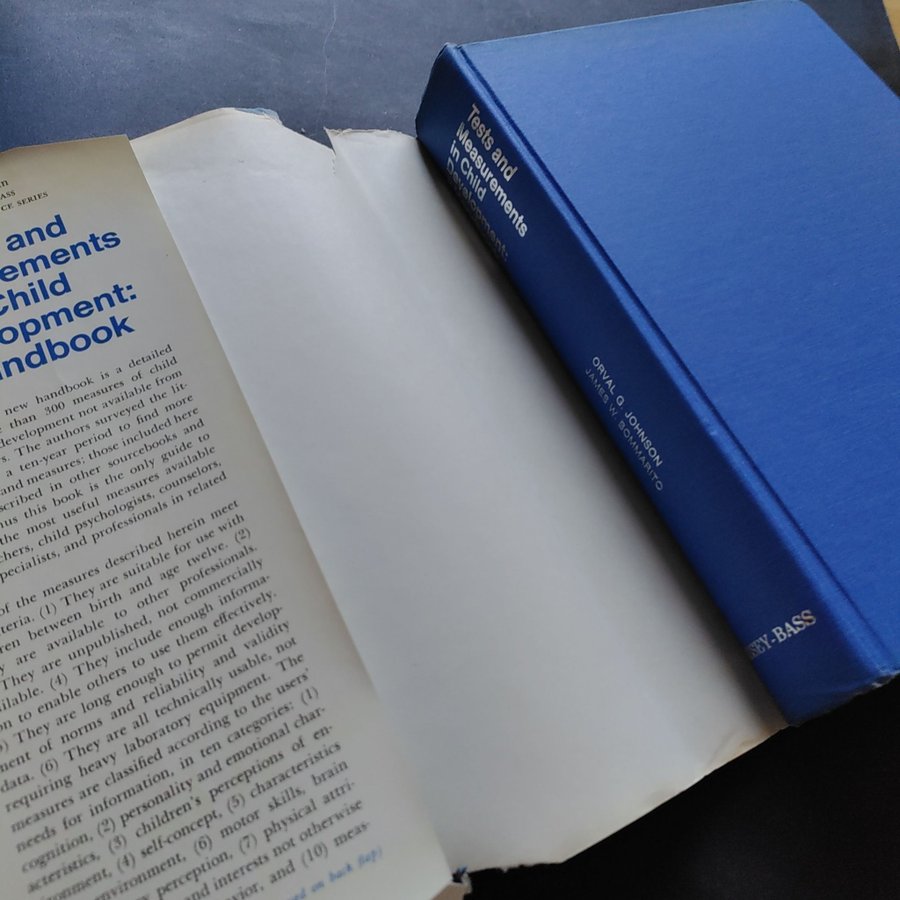 ASS
CE SERIES
and
ements
Child
opment:
ndbook
new handbook is a detailed
than 300 measures of child
development not available from
s. The authors surveyed the lit-
a ten-year period to find more
and measures; those included here
scribed in other sourcebooks and
hus this book is the only guide to
the most useful measures available
chers, child psychologists, counselors,
pecialists, and professionals in related
of the measures described herein meet
teria. (1) They are suitable for use with
ren between birth and age twelve. (2)
y are available to other professionals.
They are unpublished, not commercially
ilable. (4) They include enough informa-
on to enable others to use them effectively.
) They are long enough to permit develop-
ment of norms and reliability and validity
data. (6) They are all technically usable, not
requiring heavy laboratory equipment. The
measures are classified according to the users'
needs for information, in ten categories: (1)
cognition, (2) personality and emotional char-
acteristics, (3) children's perceptions of en-
ironment, (4) self-concept, (5) characteristics
environment, (6) motor skills, brain
y perception, (7) physical attri-
and interests not otherwise
vior, and (10) meas-
ed on back flap)
Tests and
Measurements
in Child
Development:
ORVAL G. JOHNSON
JAMES W. BOMMARITO
SEY-BASS